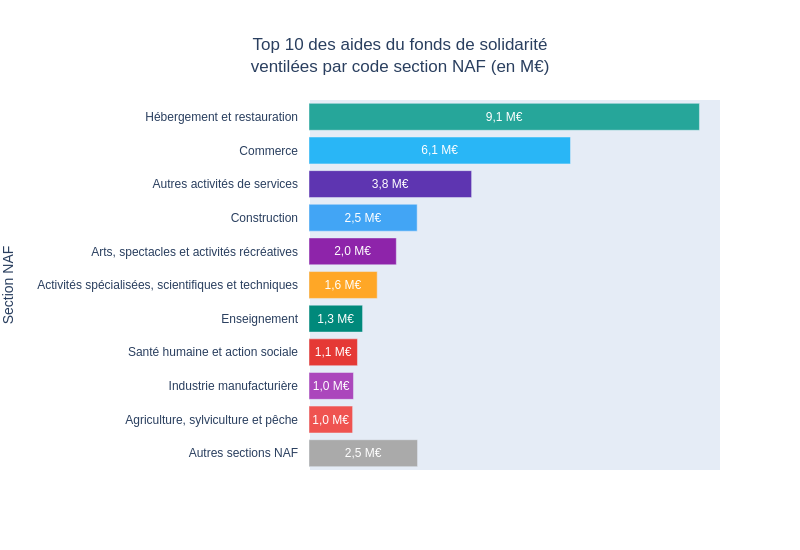 Top 10 des aides du fonds de solidarité
ventilées par code section NAF (en M€)
Section NAF
Hébergement et restauration 9,1 M€
Commerce 6,1 M€
Autres activités de services 3,8 M€
Construction 2,5 M€
Arts, spectacles et activités récréatives 2,0 M€
Activités spécialisées, scientifiques et techniques 1,6 M€
Enseignement 1,3 M€
Santé humaine et action sociale 1,1 M€
Industrie manufacturière 1,0 M€
Agriculture, sylviculture et pêche 1,0 M€
Autres sections NAF 2,5 M€